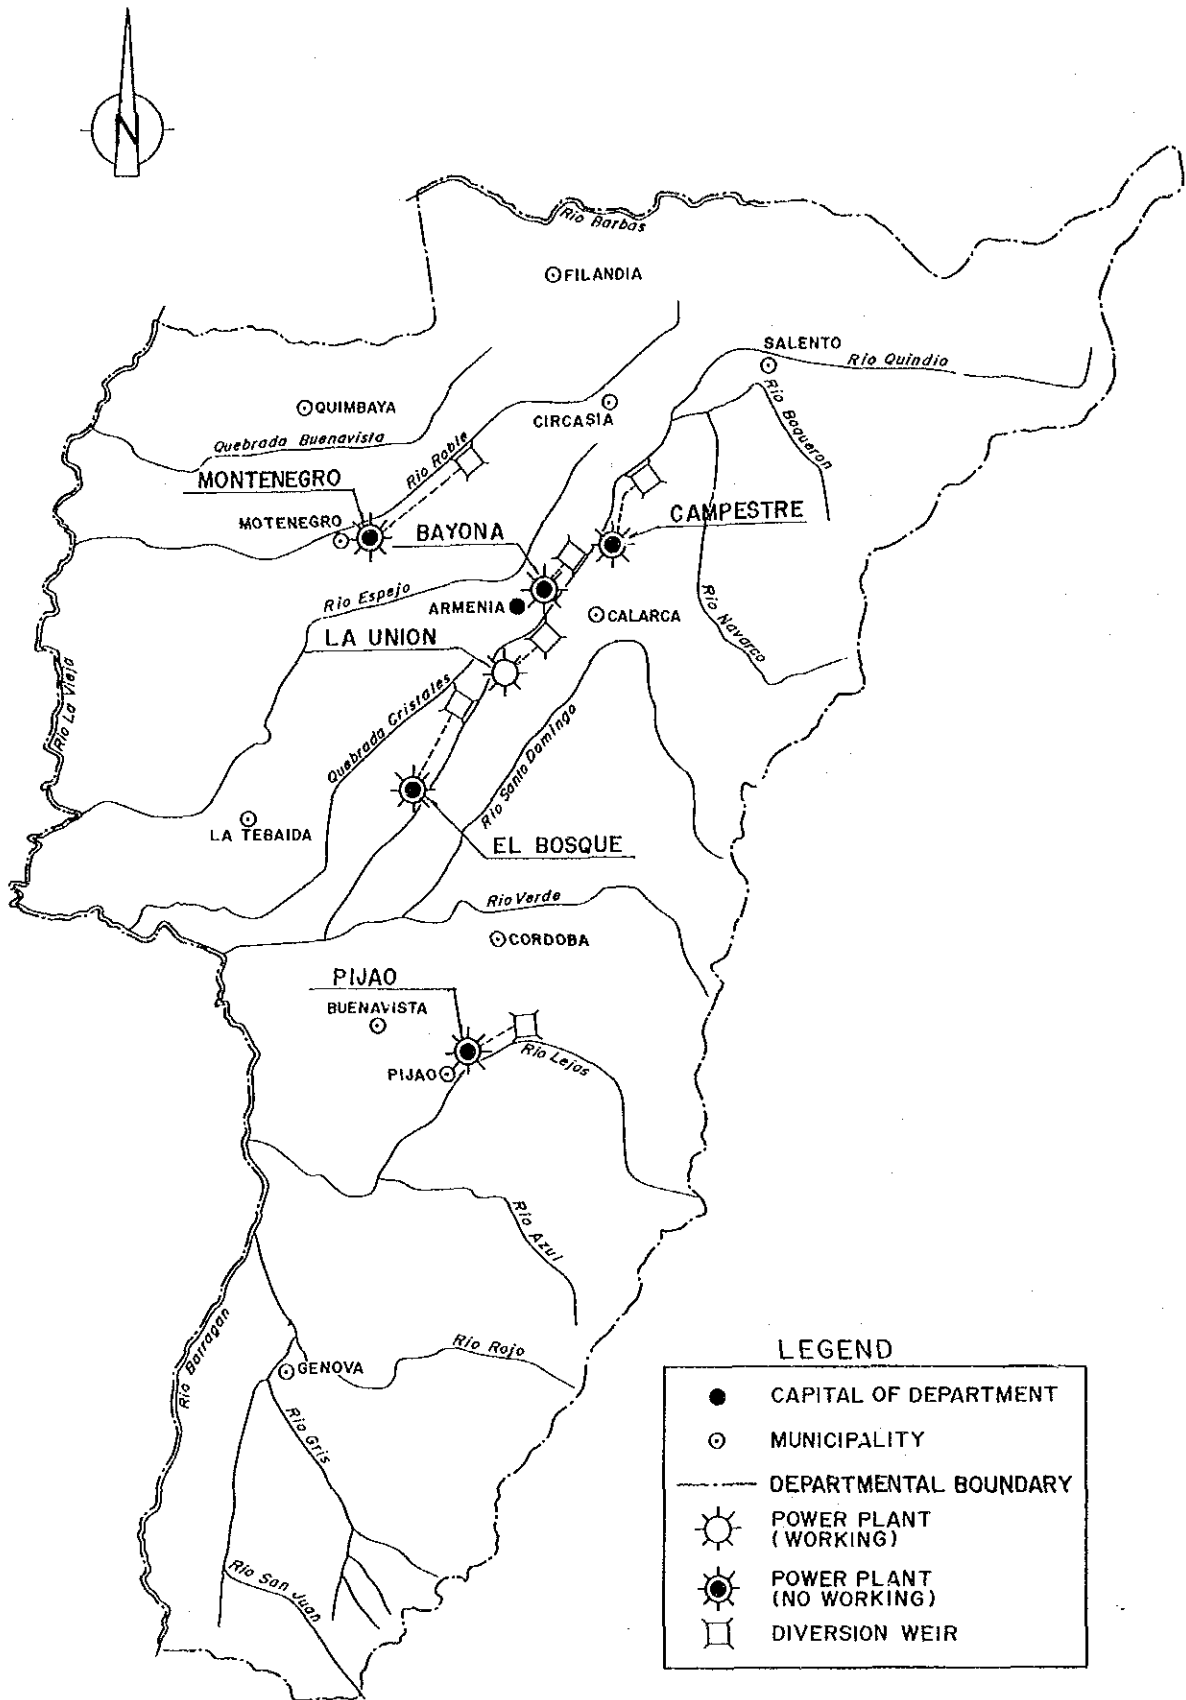 N
Rio Barbas
FILANDIA
SALENTO
Rio Quindio
QUIMBAYA
CIRCASIA
Rio Boqueron
Quebrada Buenavista
Rio Roble
MONTENEGRO
MOTENEGRO
BAYONA
CAMPESTRE
Rio Espejo
ARMENIA
CALARCA
Rio Navarco
LA UNION
Rio La Vieja
Quebrada Cristales
Rio Santo Domingo
LA TEBAIDA
EL BOSQUE
Rio Verde
CORDOBA
PIJAO
BUENAVISTA
Rio Lejos
PIJAO
Rio Azul
Rio Barragan
Rio Rojo
GENOVA
Rio Gris
Rio San Juan
LEGEND
CAPITAL OF DEPARTMENT
MUNICIPALITY
DEPARTMENTAL BOUNDARY
POWER PLANT
(WORKING)
POWER PLANT
(NO WORKING)
DIVERSION WEIR